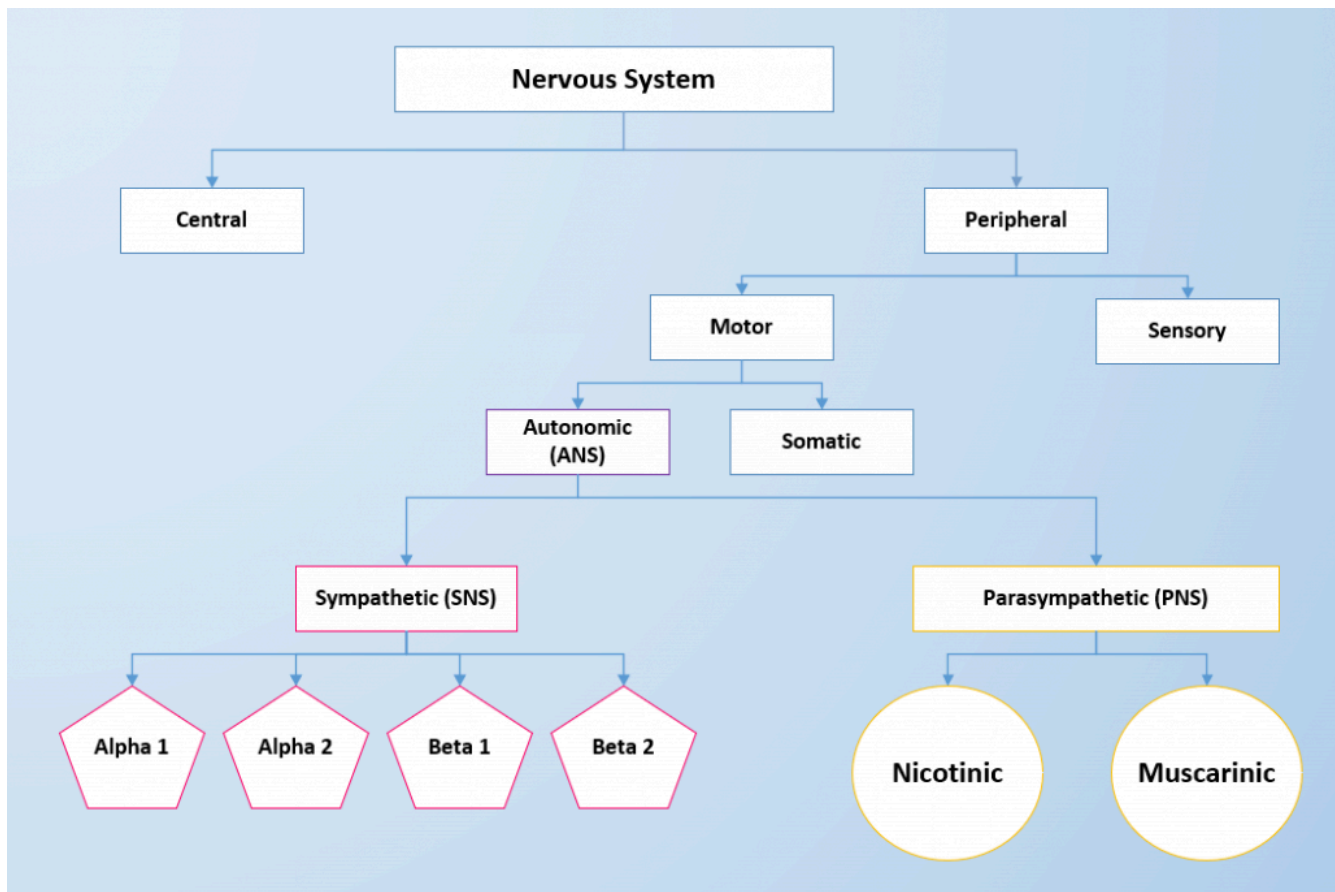 Nervous System
Central
Peripheral
Motor
Sensory
Autonomic
(ANS)
Somatic
Sympathetic (SNS)
Parasympathetic (PNS)
Alpha 1
Alpha 2
Beta 1
Beta 2
Nicotinic
Muscarinic